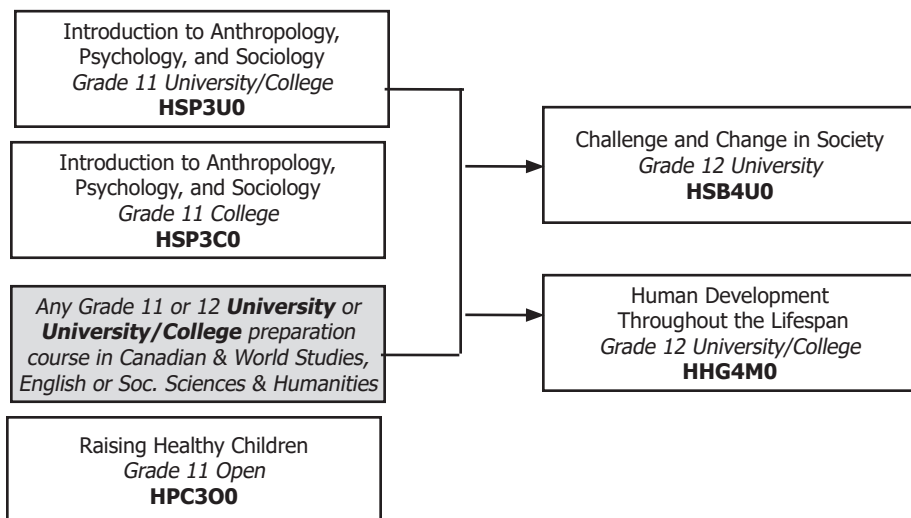 Introduction to Anthropology,
Psychology, and Sociology
Grade 11 University/College
HSP3U0
Introduction to Anthropology,
Psychology, and Sociology
Grade 11 College
HSP3C0
Any Grade 11 or 12 University or
University/College preparation
course in Canadian & World Studies,
English or Soc. Sciences & Humanities
Raising Healthy Children
Grade 11 Open
HPC3O0
Challenge and Change in Society
Grade 12 University
HSB4U0
Human Development
Throughout the Lifespan
Grade 12 University/College
HHG4M0